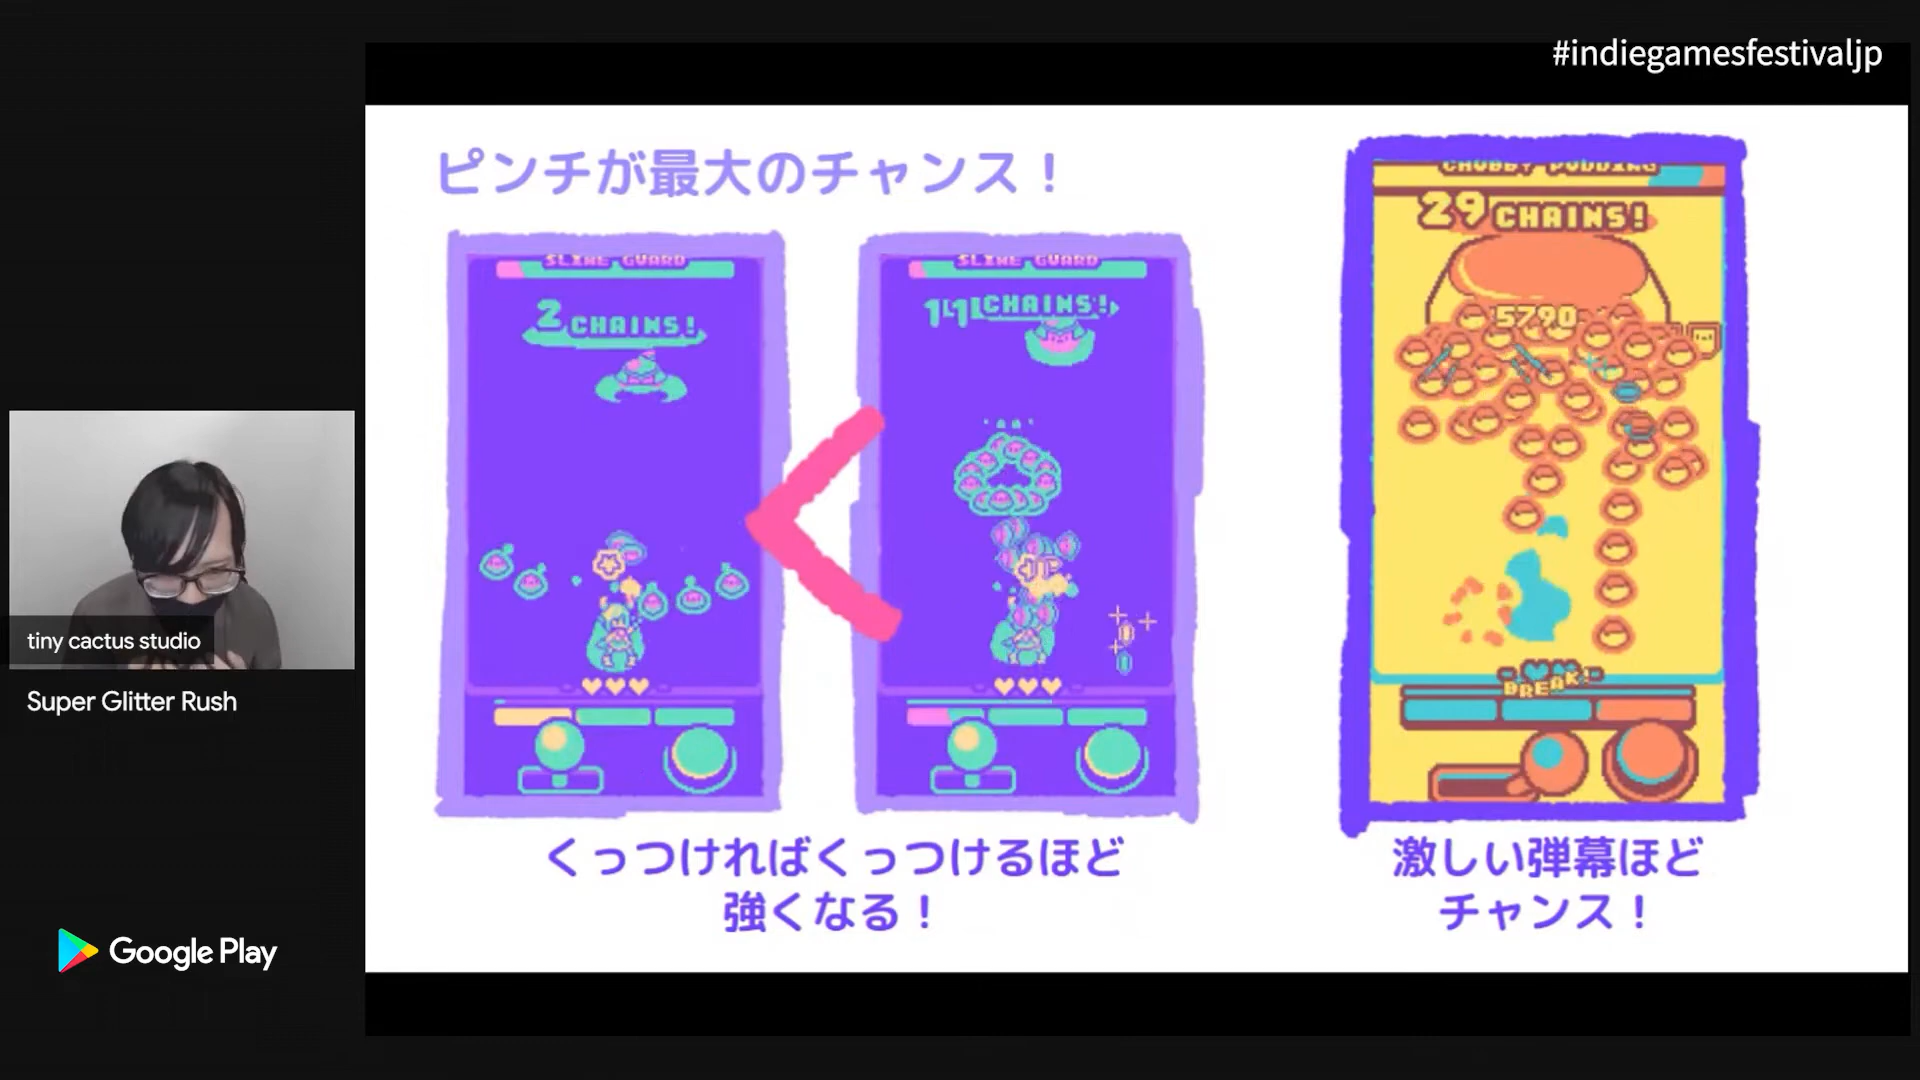 #indiegamesfestivaljp
ピンチが最大のチャンス！
SLIME GUARD
2 CHAINS!
SLIME GUARD
11 CHAINS!
CHUBBY PUDDING
29 CHAINS!
5790
BREAK!
くっつければくっつけるほど
強くなる！
激しい弾幕ほど
チャンス！
tiny cactus studio
Super Glitter Rush
Google Play